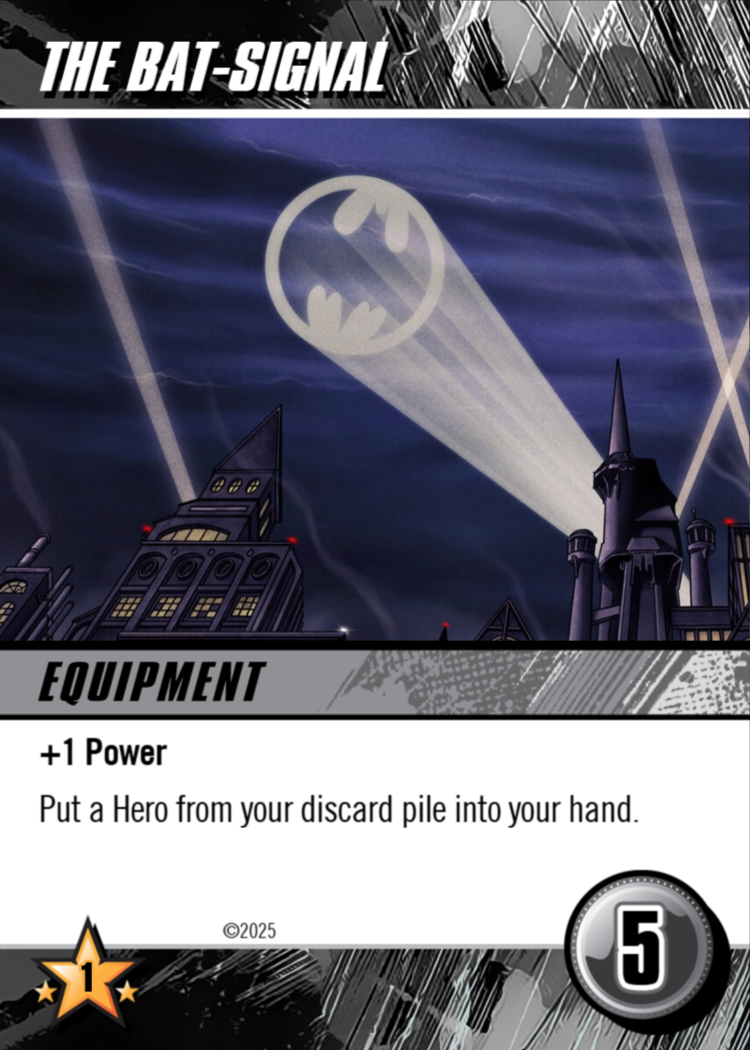 THE BAT-SIGNAL
EQUIPMENT
+1 Power
Put a Hero from your discard pile into your hand.
©2025
1
5